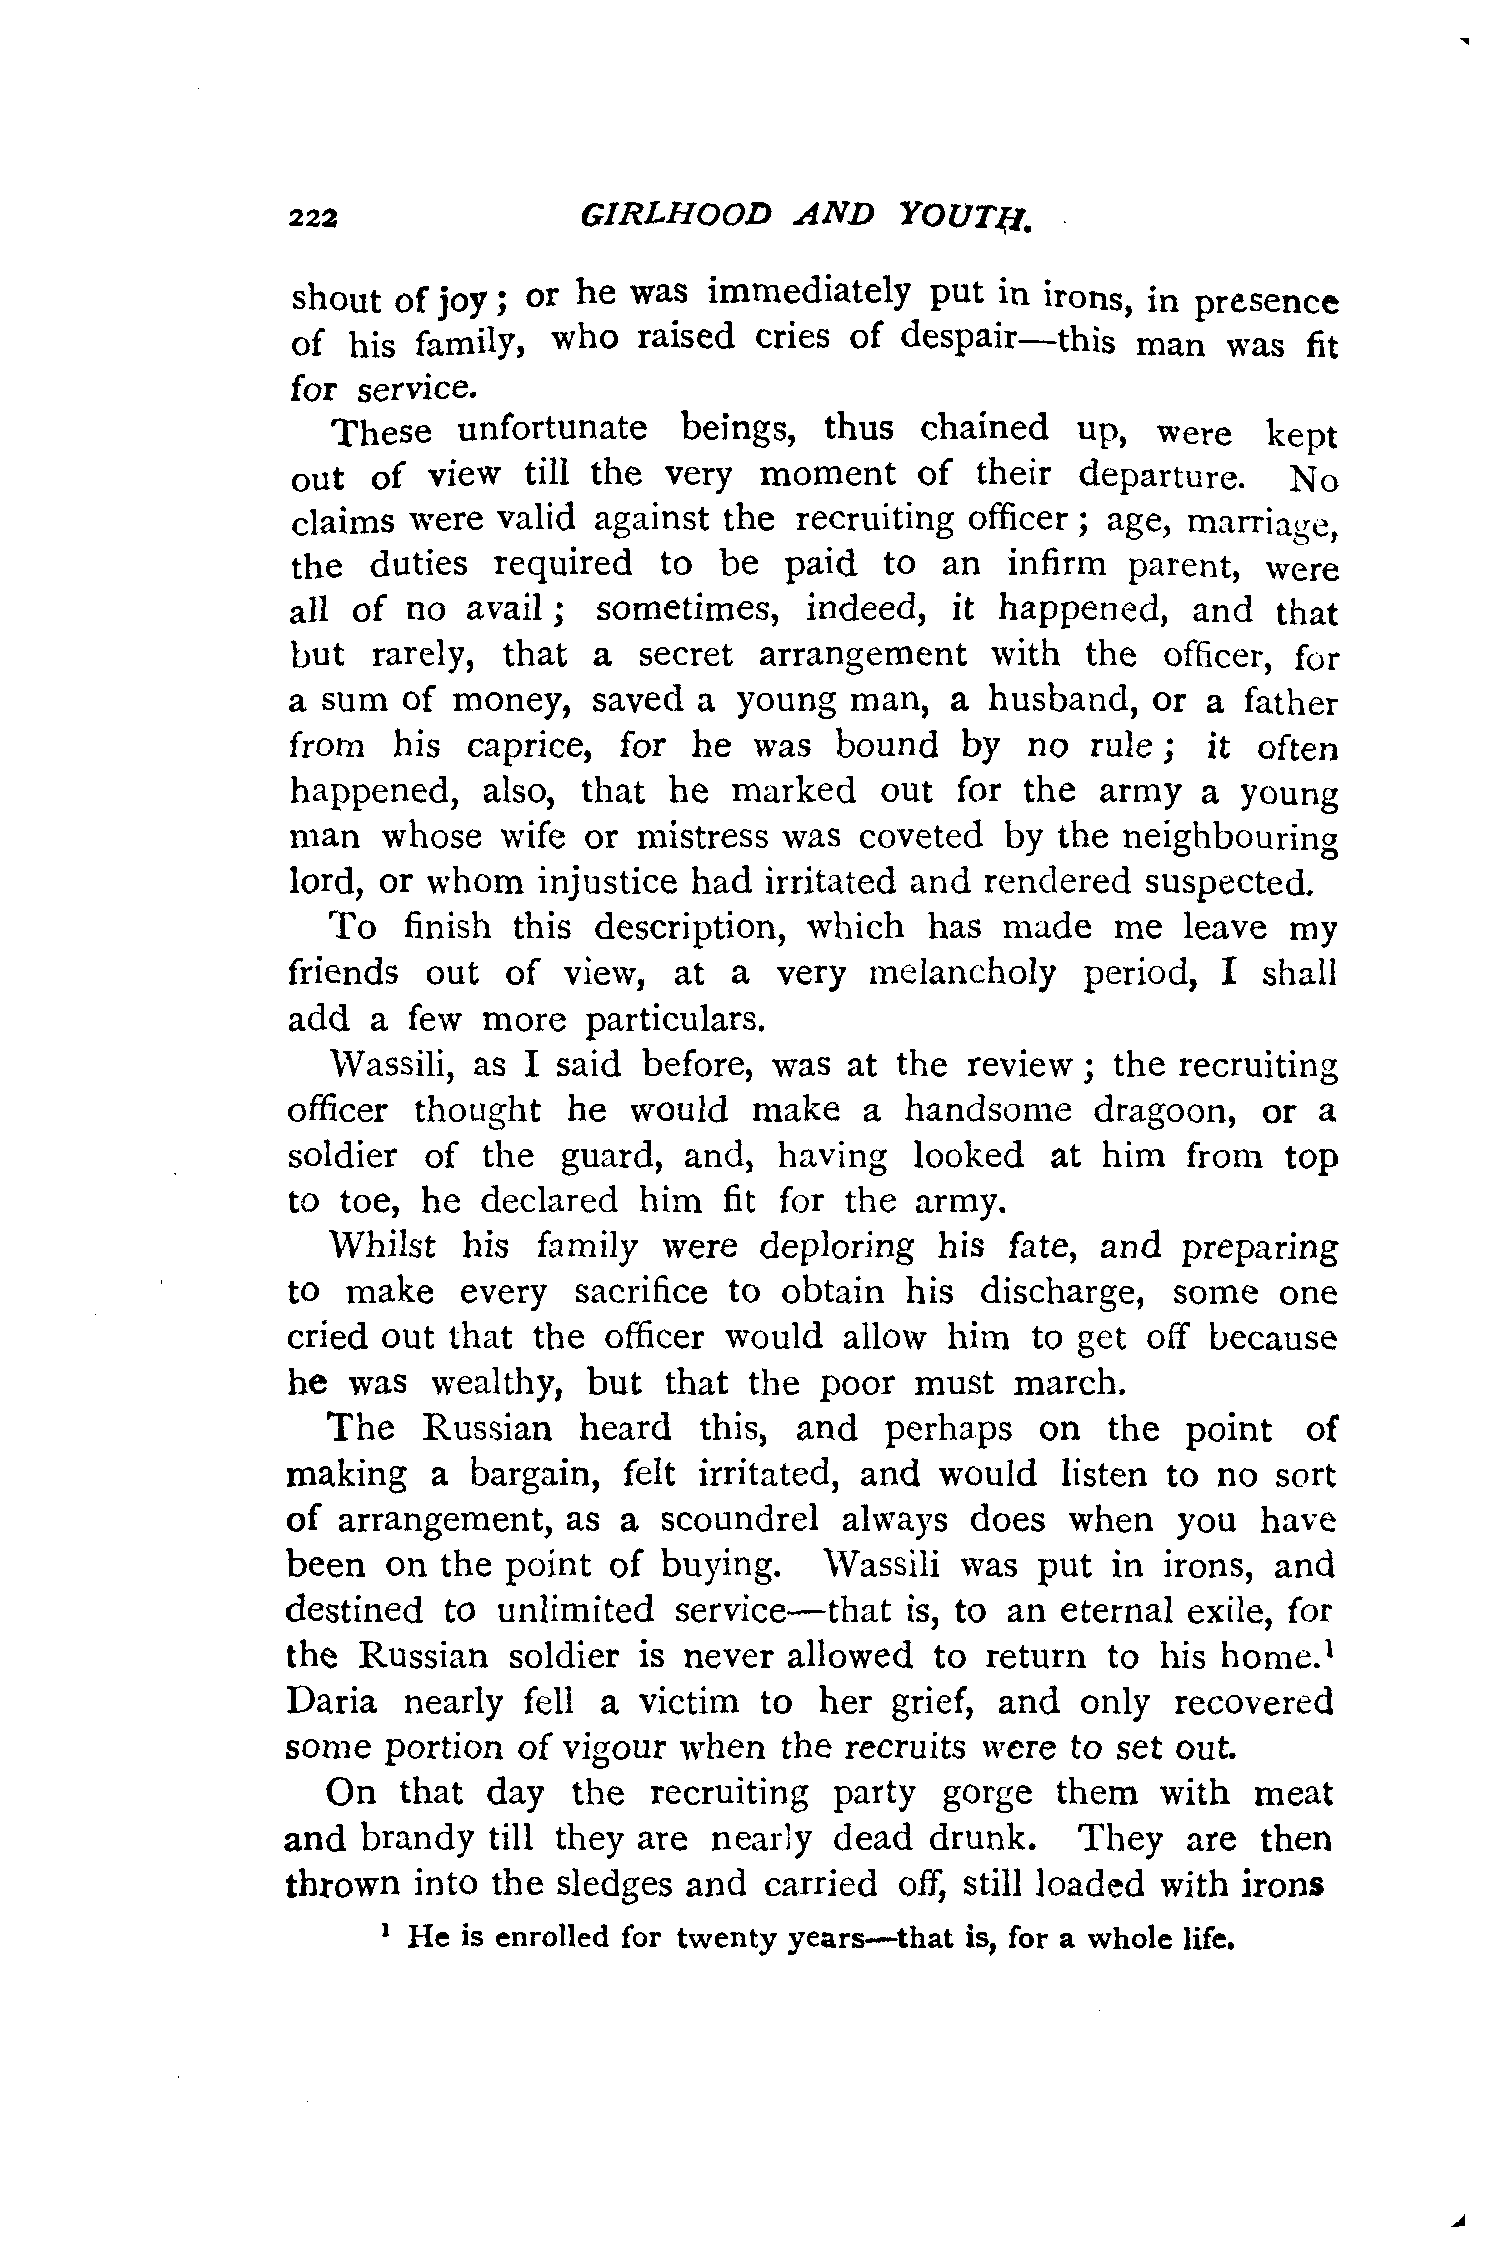 222 GIRLHOOD AND YOUTH.
shout of joy ; or he was immediately put in irons, in presence
of his family, who raised cries of despair—this man was fit
for service.
These unfortunate beings, thus chained up, were kept
out of view till the very moment of their departure. No
claims were valid against the recruiting officer ; age, marriage,
the duties required to be paid to an infirm parent, were
all of no avail ; sometimes, indeed, it happened, and that
but rarely, that a secret arrangement with the officer, for
a sum of money, saved a young man, a husband, or a father
from his caprice, for he was bound by no rule ; it often
happened, also, that he marked out for the army a young
man whose wife or mistress was coveted by the neighbouring
lord, or whom injustice had irritated and rendered suspected.
To finish this description, which has made me leave my
friends out of view, at a very melancholy period, I shall
add a few more particulars.
Wassili, as I said before, was at the review ; the recruiting
officer thought he would make a handsome dragoon, or a
soldier of the guard, and, having looked at him from top
to toe, he declared him fit for the army.
Whilst his family were deploring his fate, and preparing
to make every sacrifice to obtain his discharge, some one
cried out that the officer would allow him to get off because
he was wealthy, but that the poor must march.
The Russian heard this, and perhaps on the point of
making a bargain, felt irritated, and would listen to no sort
of arrangement, as a scoundrel always does when you have
been on the point of buying. Wassili was put in irons, and
destined to unlimited service—that is, to an eternal exile, for
the Russian soldier is never allowed to return to his home.¹
Daria nearly fell a victim to her grief, and only recovered
some portion of vigour when the recruits were to set out.
On that day the recruiting party gorge them with meat
and brandy till they are nearly dead drunk. They are then
thrown into the sledges and carried off, still loaded with irons
¹ He is enrolled for twenty years—that is, for a whole life.